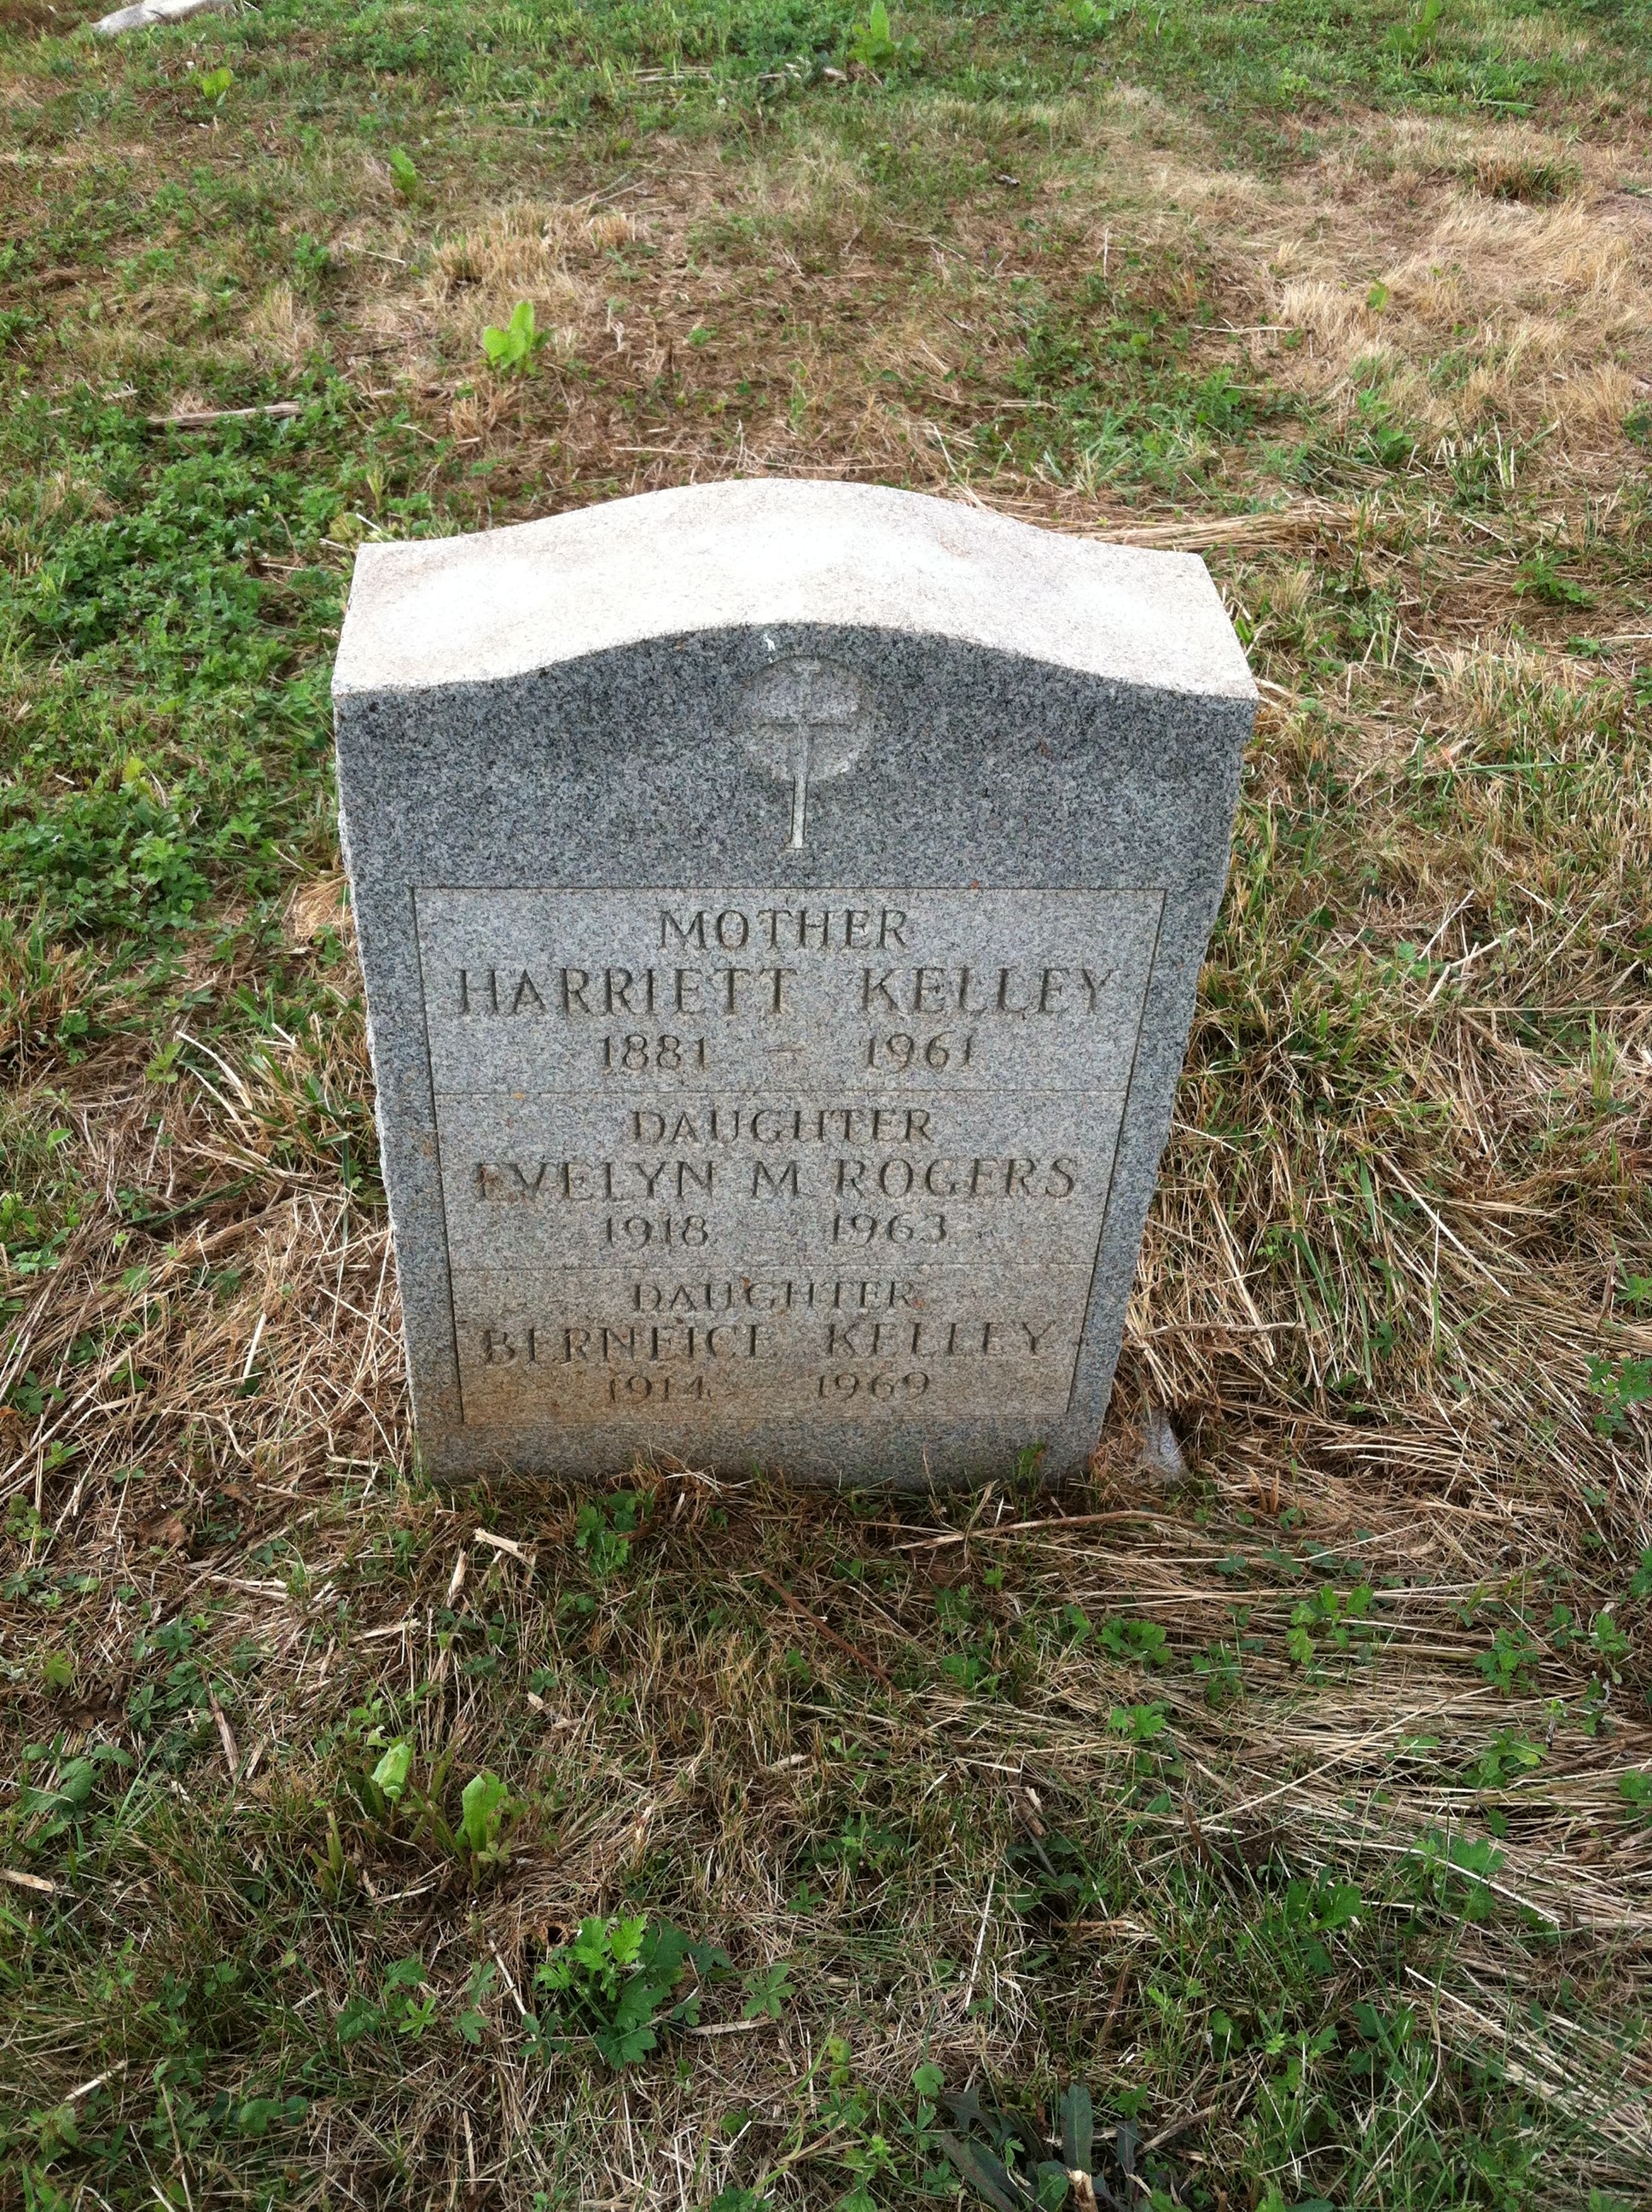 MOTHER
HARRIETT KELLEY
1881 – 1961
DAUGHTER
EVELYN M ROGERS
1918 – 1963
DAUGHTER
BERNEICE KELLEY
1914 1969